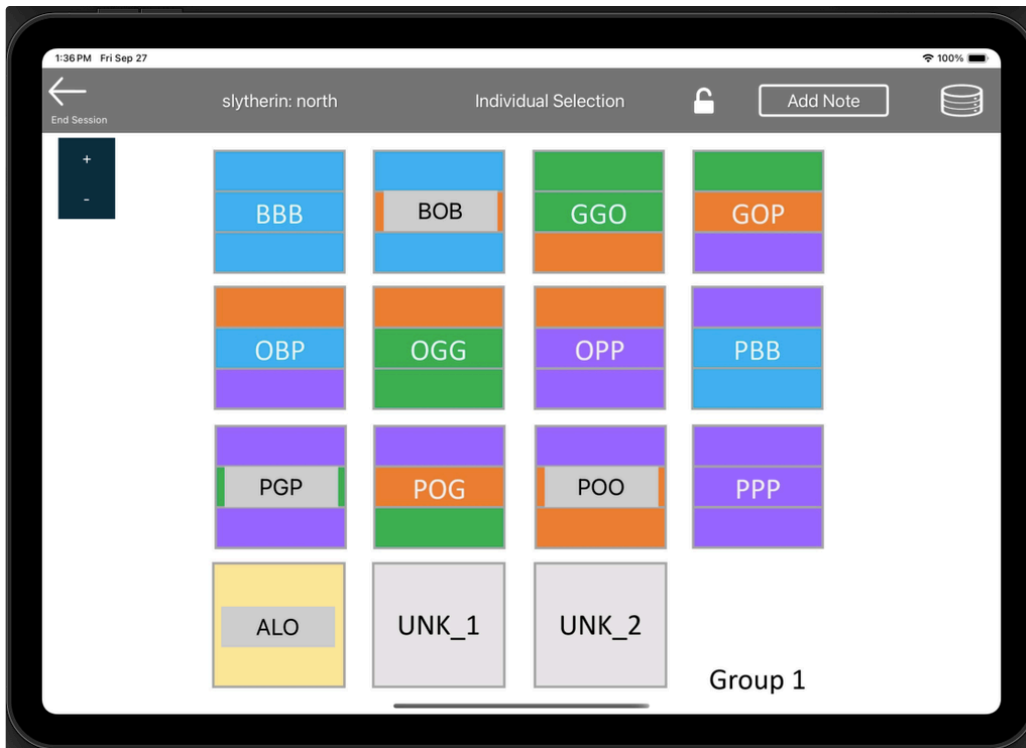 1:36 PM Fri Sep 27 100%
End Session slytherin: north Individual Selection Add Note
+
-
BBB BOB GGO GOP
OBP OGG OPP PBB
PGP POG POO PPP
ALO UNK_1 UNK_2
Group 1